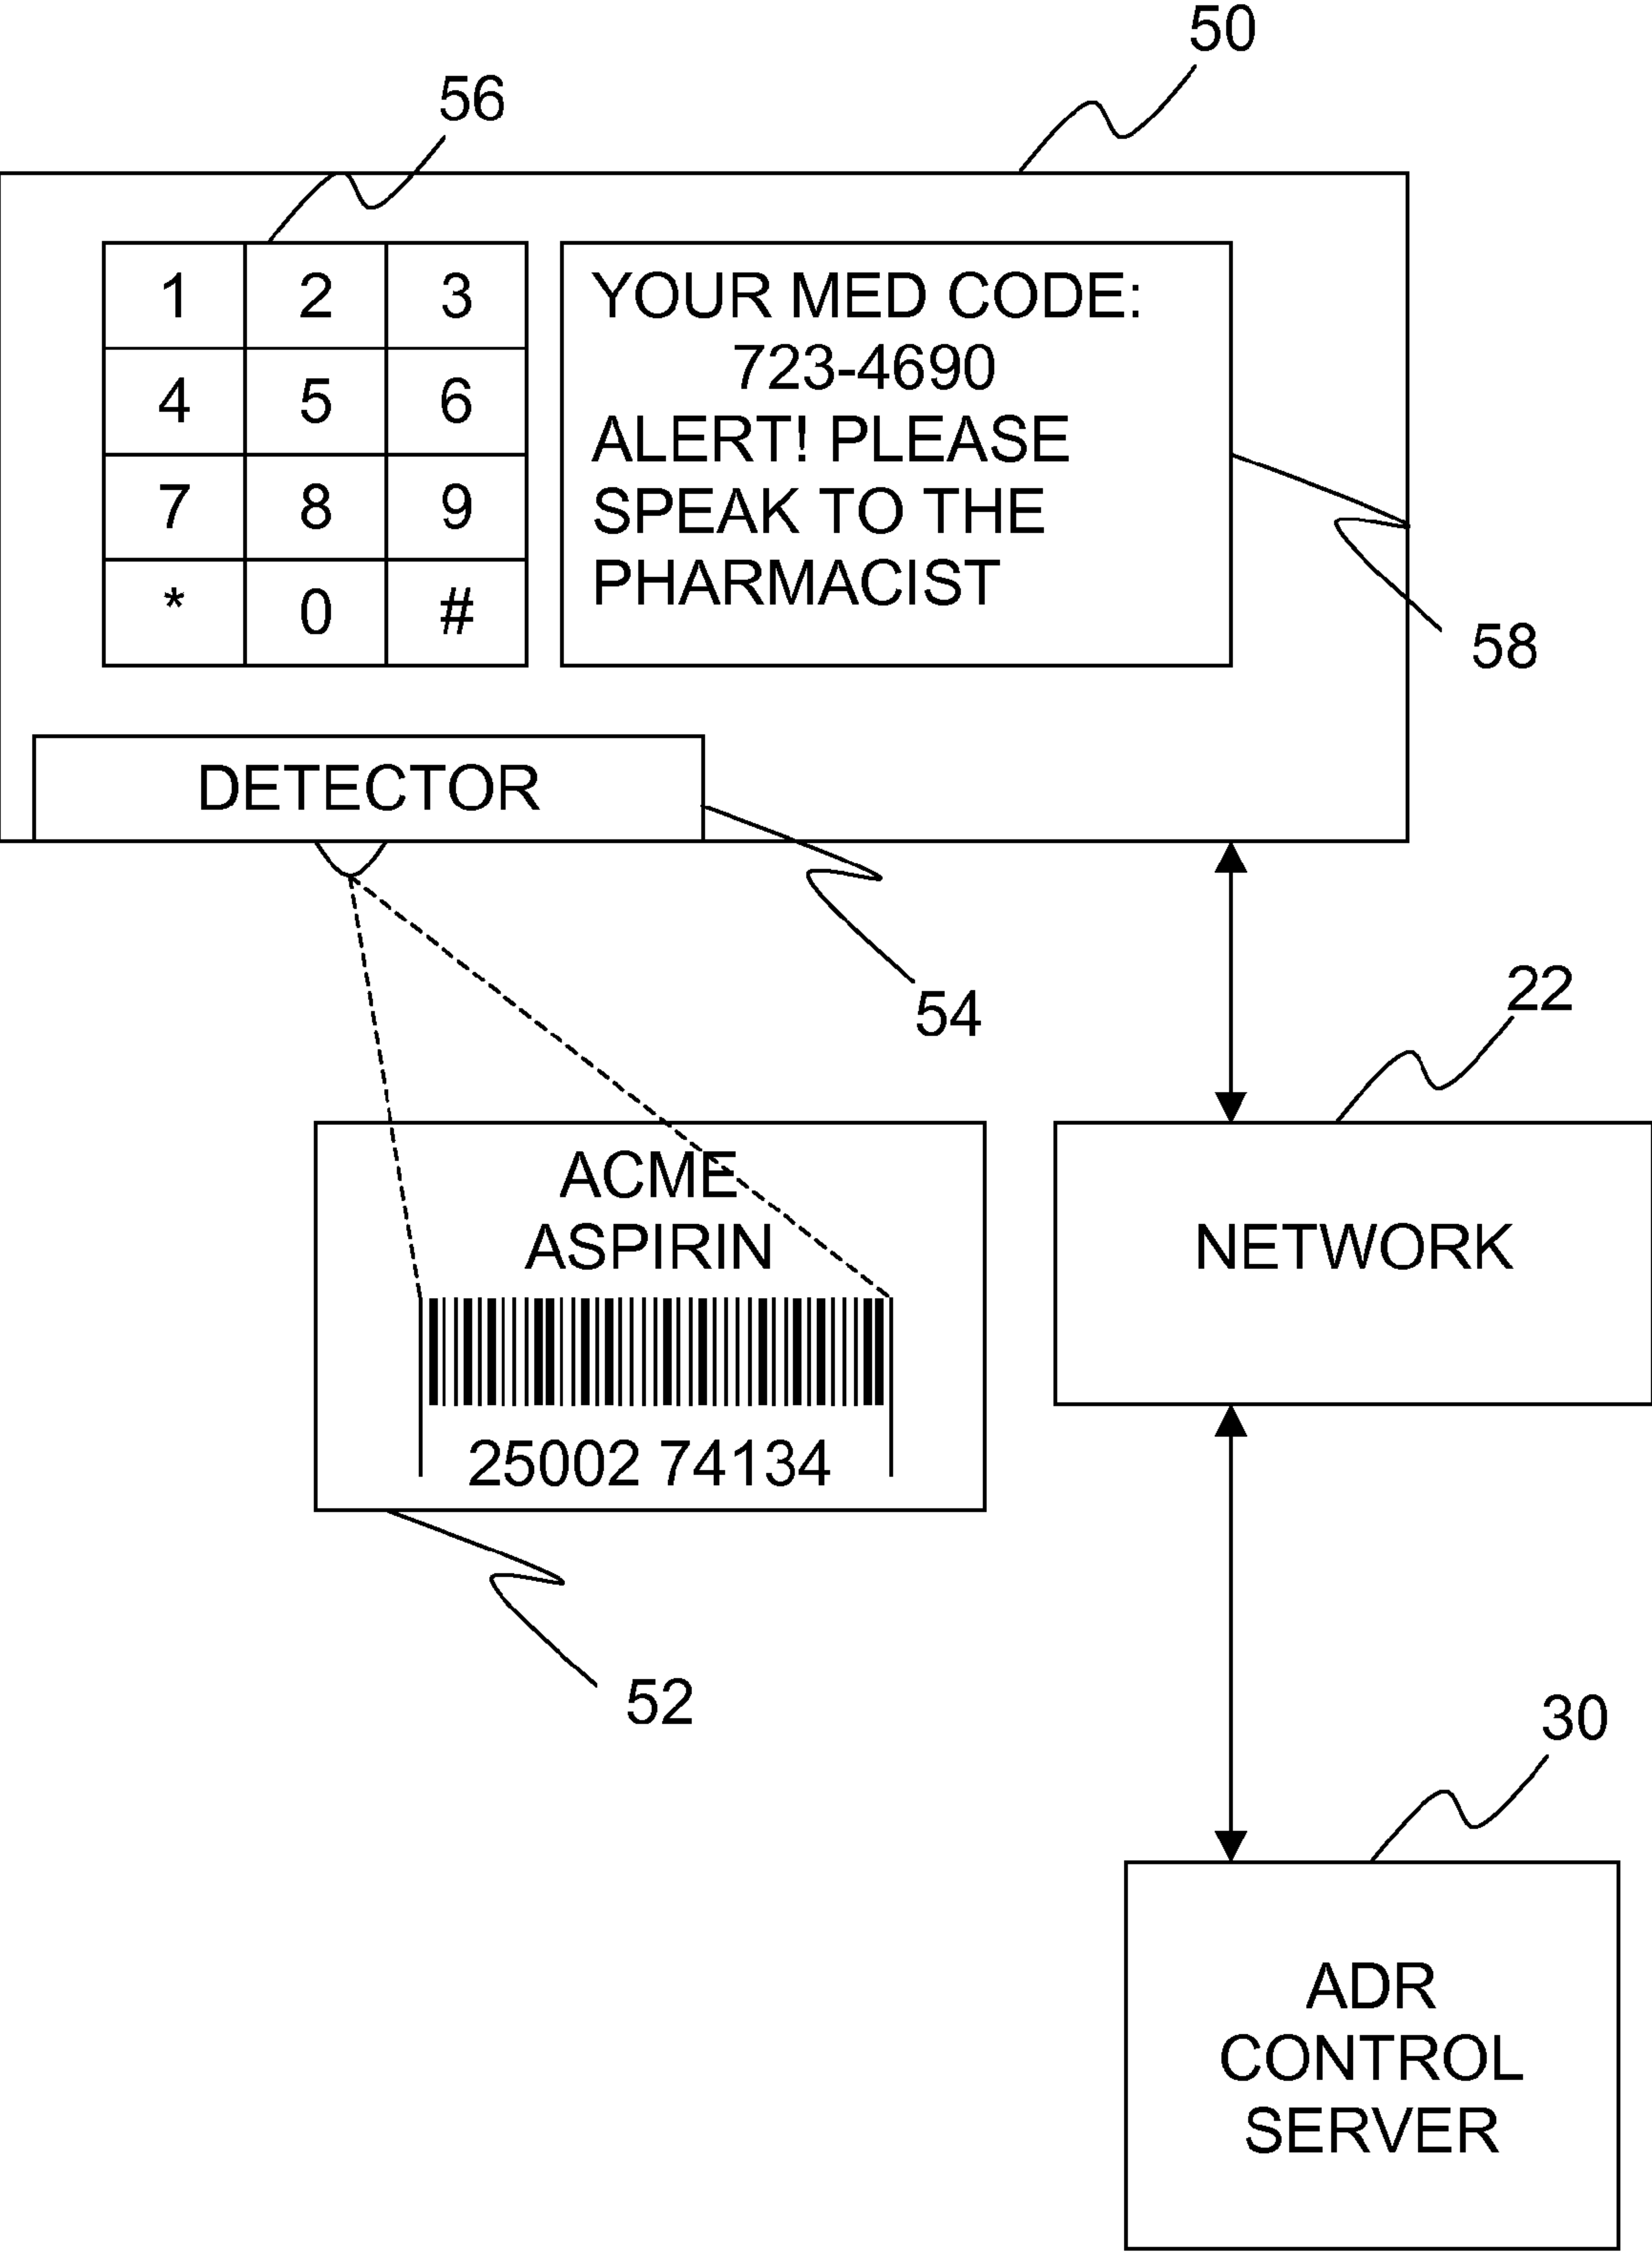 50
56
1 2 3
4 5 6
7 8 9
* 0 #
YOUR MED CODE:
723-4690
ALERT! PLEASE
SPEAK TO THE
PHARMACIST
58
DETECTOR
54
22
ACME
ASPIRIN
25002 74134
NETWORK
52
30
ADR
CONTROL
SERVER